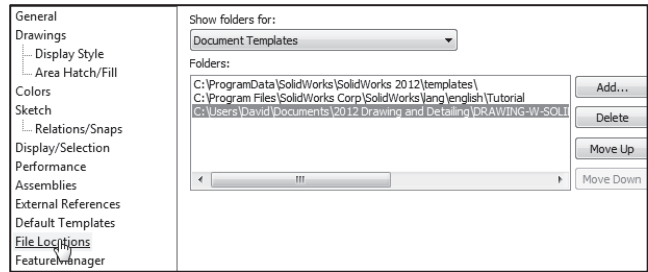 General
Drawings
Display Style
Area Hatch/Fill
Colors
Sketch
Relations/Snaps
Display/Selection
Performance
Assemblies
External References
Default Templates
File Locations
FeatureManager
Show folders for:
Document Templates
Folders:
C:\ProgramData\SolidWorks\SolidWorks 2012\templates\
C:\Program Files\SolidWorks Corp\SolidWorks\lang\english\Tutorial
C:\Users\David\Documents\2012 Drawing and Detailing\DRAWING-W-SOLI
Add...
Delete
Move Up
Move Down